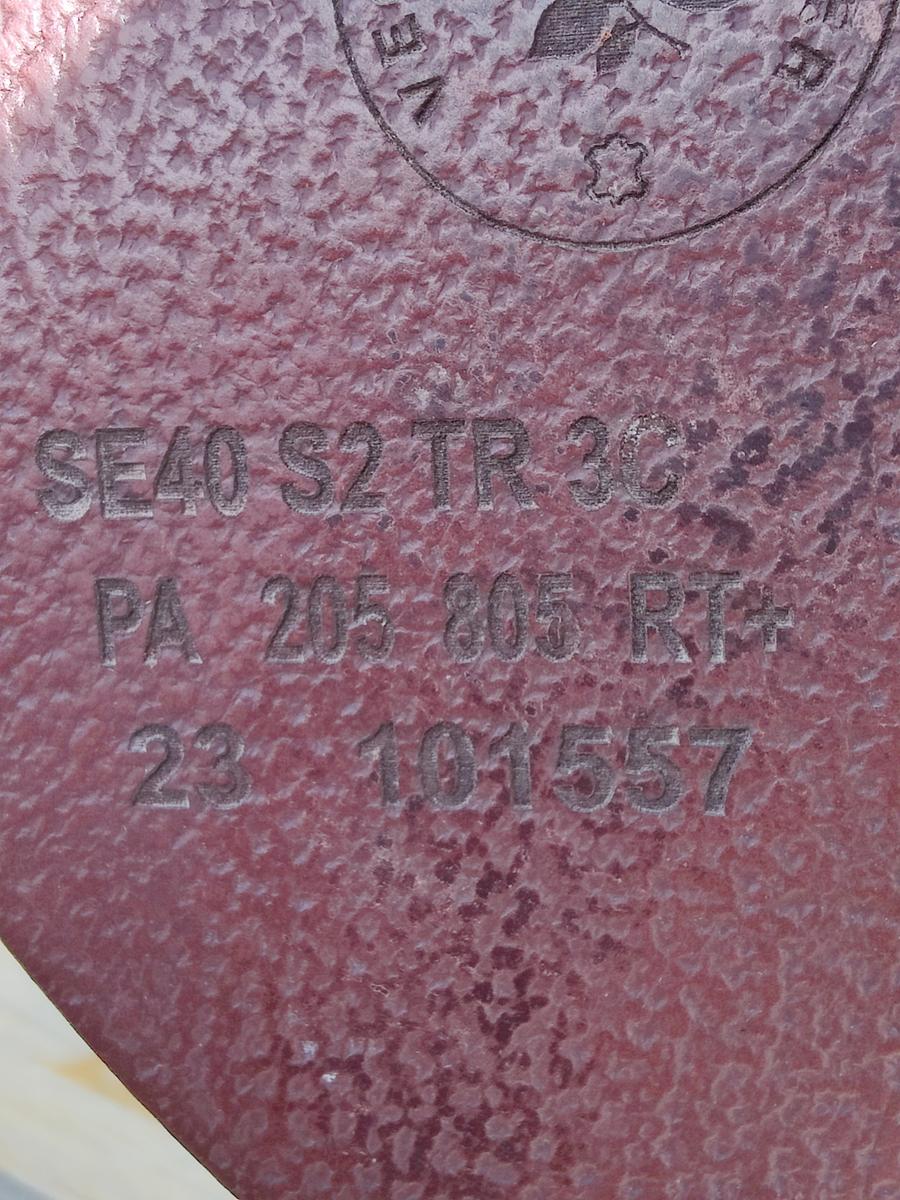 SE40 S2 TR 3C
PA 205 805 RT+
23 101557